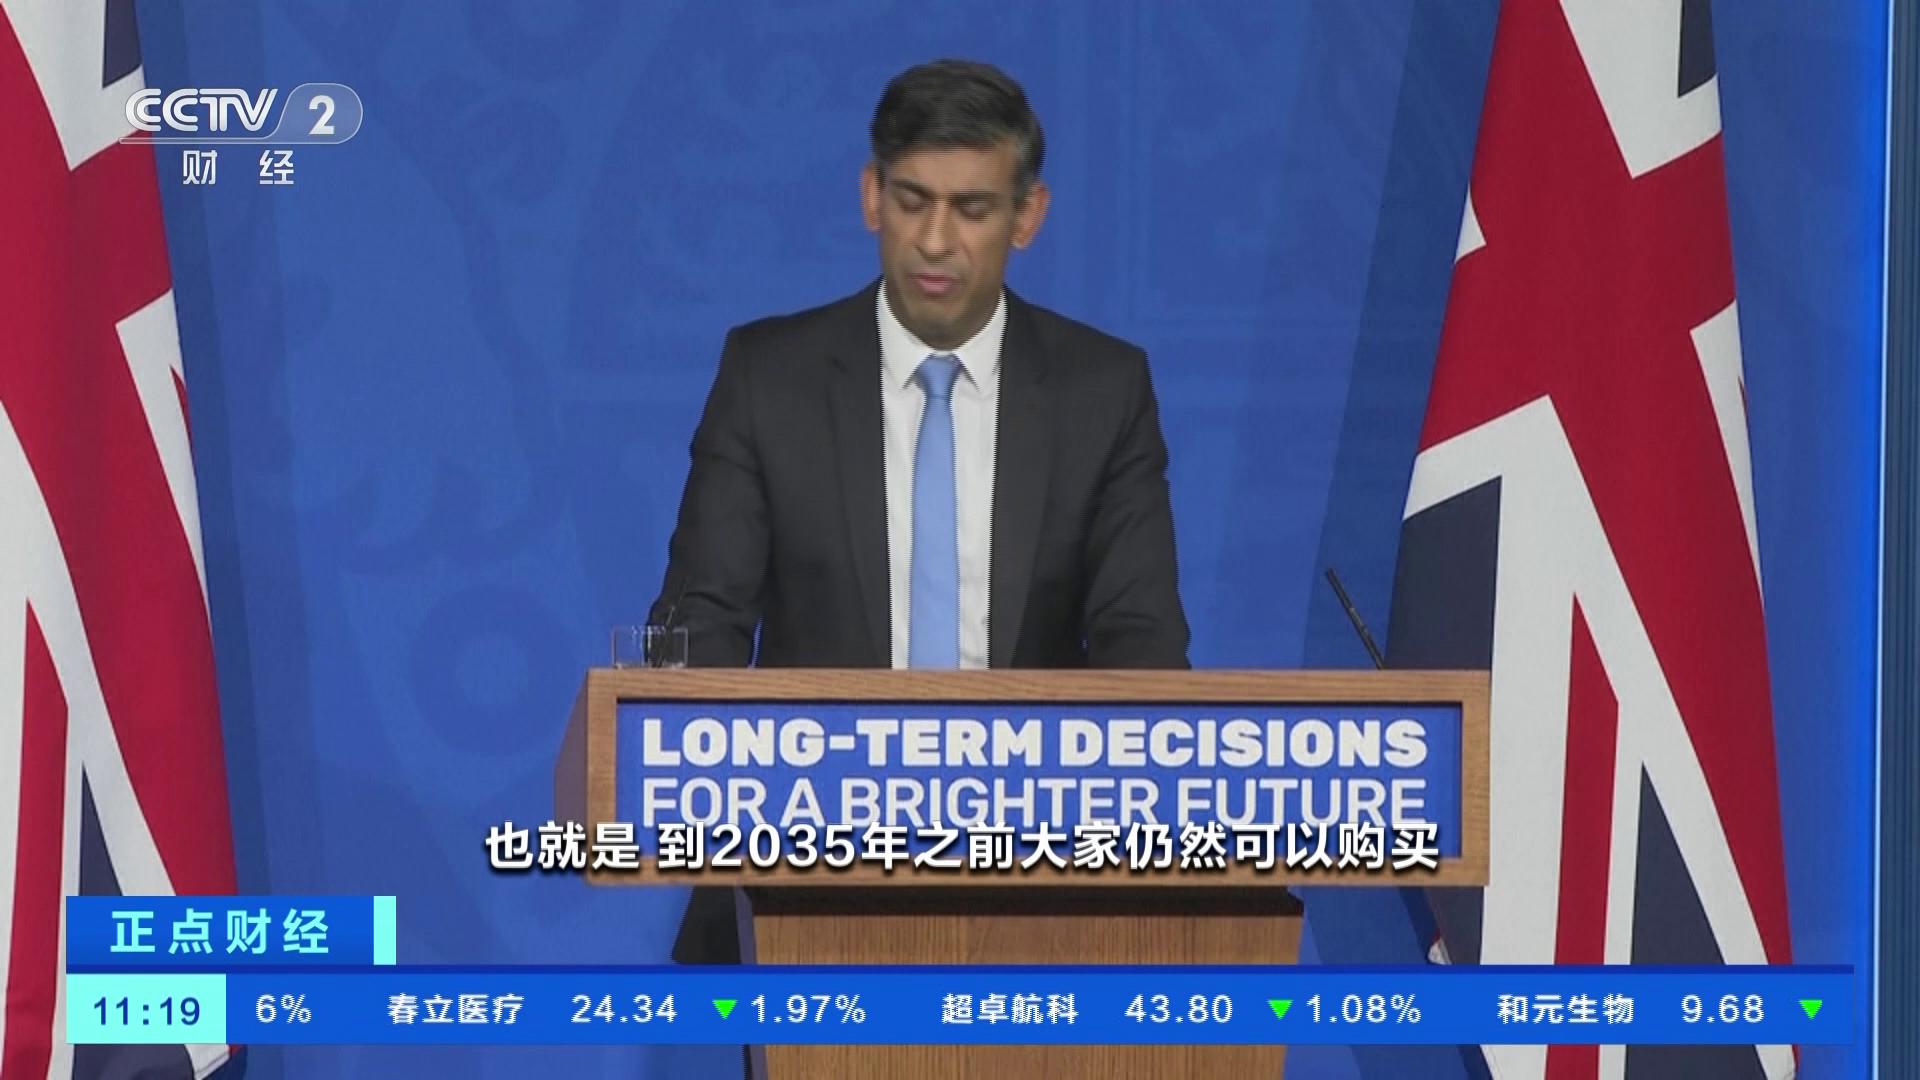 CCTV 2
财 经
LONG-TERM DECISIONS
FOR A BRIGHTER FUTURE
也就是 到2035年之前大家仍然可以购买
正点财经
11:19 6% 春立医疗 24.34 ▼1.97% 超卓航科 43.80 ▼1.08% 和元生物 9.68 ▼